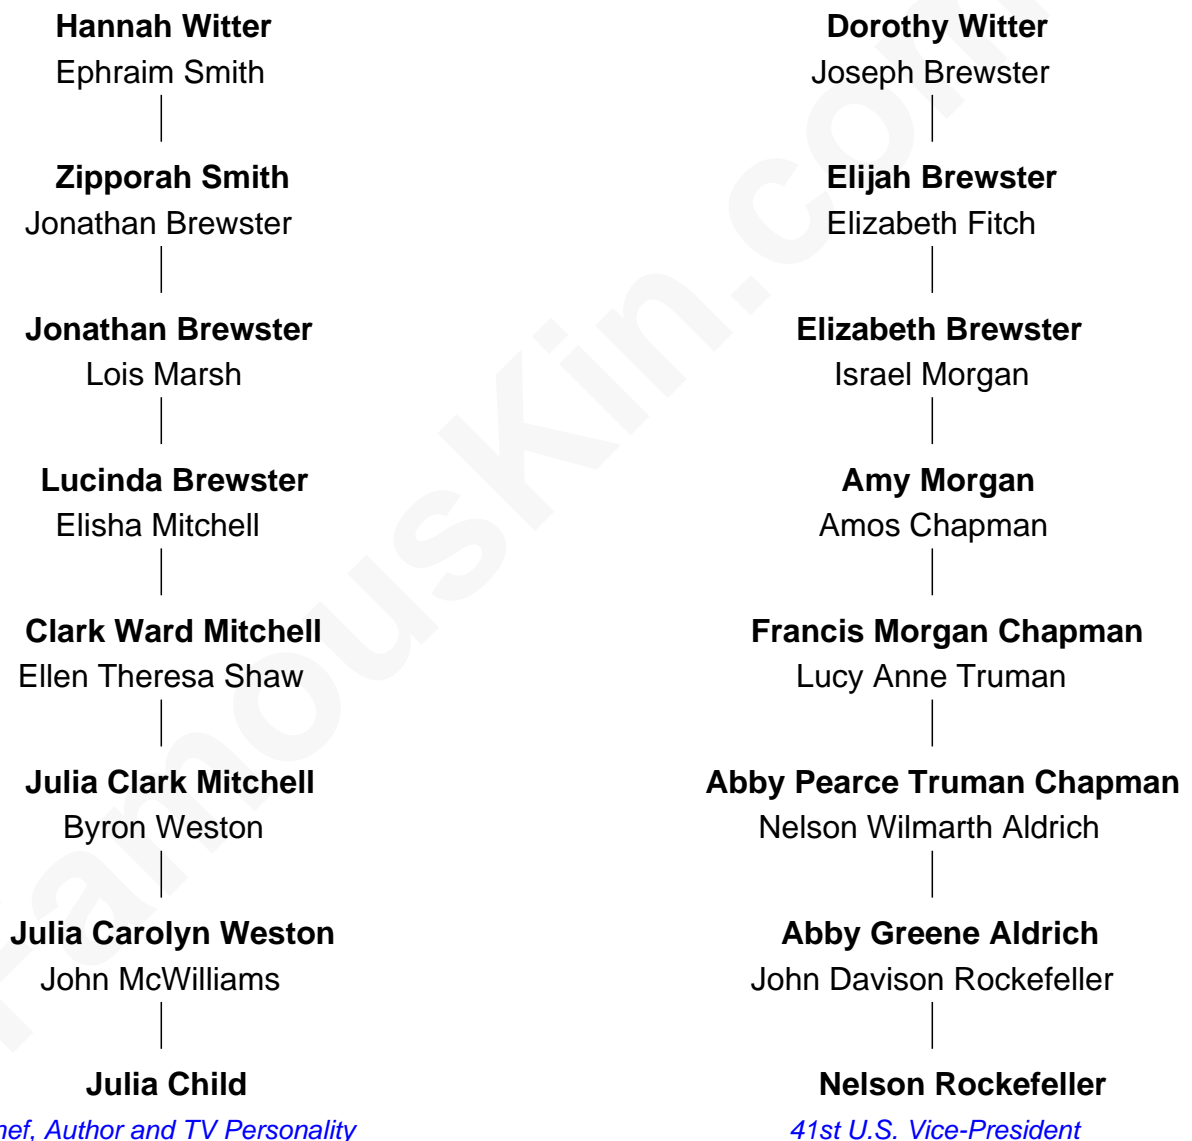 Hannah Witter
Ephraim Smith
Zipporah Smith
Jonathan Brewster
Jonathan Brewster
Lois Marsh
Lucinda Brewster
Elisha Mitchell
Clark Ward Mitchell
Ellen Theresa Shaw
Julia Clark Mitchell
Byron Weston
Julia Carolyn Weston
John McWilliams
Julia Child
hef, Author and TV Personality
Dorothy Witter
Joseph Brewster
Elijah Brewster
Elizabeth Fitch
Elizabeth Brewster
Israel Morgan
Amy Morgan
Amos Chapman
Francis Morgan Chapman
Lucy Anne Truman
Abby Pearce Truman Chapman
Nelson Wilmarth Aldrich
Abby Greene Aldrich
John Davison Rockefeller
Nelson Rockefeller
41st U.S. Vice-President
FamousKin.com